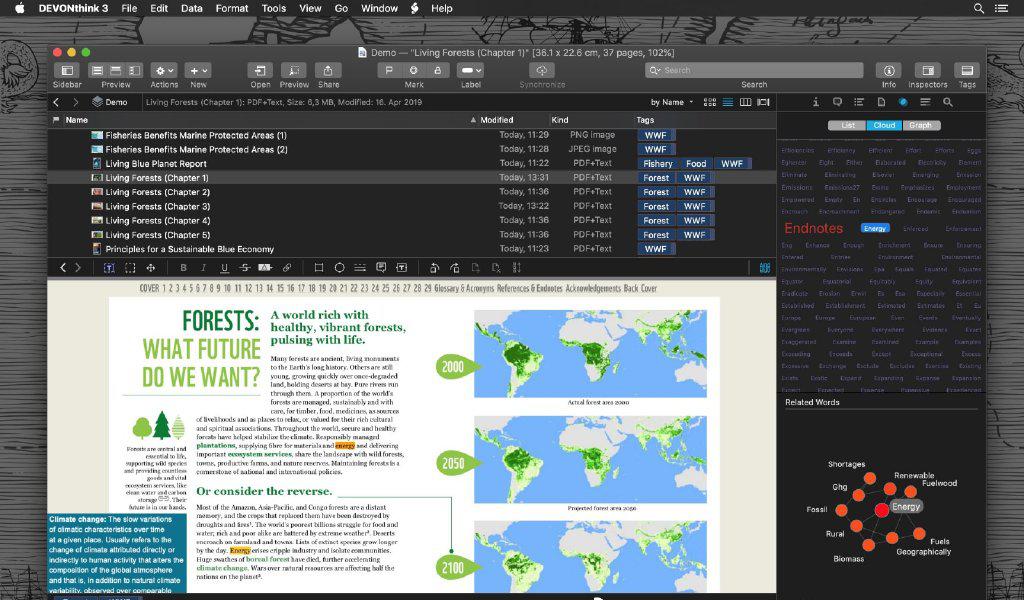 DEVONthink 3 File Edit Data Format Tools View Go Window Help
Demo — "Living Forests (Chapter 1)" [36.1 x 22.6 cm, 37 pages, 102%]
Search
Sidebar Preview Actions New Open Preview Share Mark Label Synchronize Search Info Inspectors Tags
Demo Living Forests (Chapter 1): PDF+Text, Size: 6,3 MB, Modified: 16. Apr 2019 by Name
Name Modified Kind Tags
Fisheries Benefits Marine Protected Areas (1) Today, 11:29 PNG image WWF
Fisheries Benefits Marine Protected Areas (2) Today, 11:28 JPEG image WWF
Living Blue Planet Report Today, 11:22 PDF+Text Fishery Food WWF
Living Forests (Chapter 1) Today, 13:31 PDF+Text Forest WWF
Living Forests (Chapter 2) Today, 11:36 PDF+Text Forest WWF
Living Forests (Chapter 3) Today, 13:22 PDF+Text Forest WWF
Living Forests (Chapter 4) Today, 11:36 PDF+Text Forest WWF
Living Forests (Chapter 5) Today, 11:36 PDF+Text Forest WWF
Principles for a Sustainable Blue Economy Today, 11:23 PDF+Text WWF
B I U S A T
COVER 1 2 3 4 5 6 7 8 9 10 11 12 13 14 15 16 17 18 19 20 21 22 23 24 25 26 27 28 29 Glossary & Acronyms References & Endnotes Acknowledgements Back Cover
FORESTS:
WHAT FUTURE
DO WE WANT?
Forests are central and
essential to life,
supporting wild species
and providing countless
goods and vital
ecosystem services, like
clean water and carbon
storage. Their
future is in our hands.
Climate change: The slow variations
of climatic characteristics over time
at a given place. Usually refers to the
change of climate attributed directly or
indirectly to human activity that alters the
composition of the global atmosphere
and that is, in addition to natural climate
variability, observed over comparable
A world rich with
healthy, vibrant forests,
pulsing with life.
Many forests are ancient, living monuments
to the Earth's long history. Others are still
young, growing quickly over once-degraded
land, holding deserts at bay. Pure rivers run
through them. A proportion of the world's
forests are managed, sustainably and with
care, for timber, food, medicines, as sources
of livelihoods and as places to relax, or valued for their rich cultural
and spiritual associations. Throughout the world, secure and healthy
forests have helped stabilize the climate. Responsibly managed
plantations, supplying fibre for materials and energy and delivering
important ecosystem services, share the landscape with wild forests,
towns, productive farms, and nature reserves. Maintaining forests is a
cornerstone of national and international policies.
Or consider the reverse.
Most of the Amazon, Asia-Pacific, and Congo forests are a distant
memory, and the crops that replaced them have been destroyed by
droughts and fires¹. The world's poorest billions struggle for food and
water; rich and poor alike are battered by extreme weather². Deserts
encroach on farmland and towns. Lists of extinct species grow longer
by the day. Energy crises cripple industry and isolate communities.
Huge swathes of boreal forest have died, further accelerating
climate change. Wars over natural resources are affecting half the
nations on the planet³.
2000
Actual forest area 2000
2050
Projected forest area 2050
2100
List Cloud Graph
Efficiencies Efficiency Efficient Effort Efforts Eggs
Eghenter Eight Either Elaborated Electricity Element
Eliminate Eliminating Elsevier Emerging Emission
Emissions Emissions27 Emma Emphasizes Employment
Empowered Empty En Encircles Encourage Encouraged
Encroach Encroachment Endangered Endemic Endemism
Endnotes Energy Enforced Enforcement
Eng Enhance Enough Enrichment Ensure Ensuring
Entered Entries Environment Environmental
Environmentally Envisions Epa Equals Equated
Equator Equatorial Equitably Equity Equivalent
Eradicate Erosion Erwin Es Esa Especially Essential
Established Establishment Estimated Estimates Et Eu
Europa Europe European Even Events Eventually
Evergreen Everyone Everywhere Evidence Exact
Exaggerated Examine Examined Example Examples
Exceeding Exceeds Except Exceptional Excess
Excessive Exchange Exclude Excludes Exercise Existing
Exists Exotic Expand Expanding Expanse Expansion
Expect Expected Expense Expensive Experienced
Related Words
Shortages
Renewable
Ghg Fuelwood
Fossil Energy
Rural Fuels
Geographically
Biomass